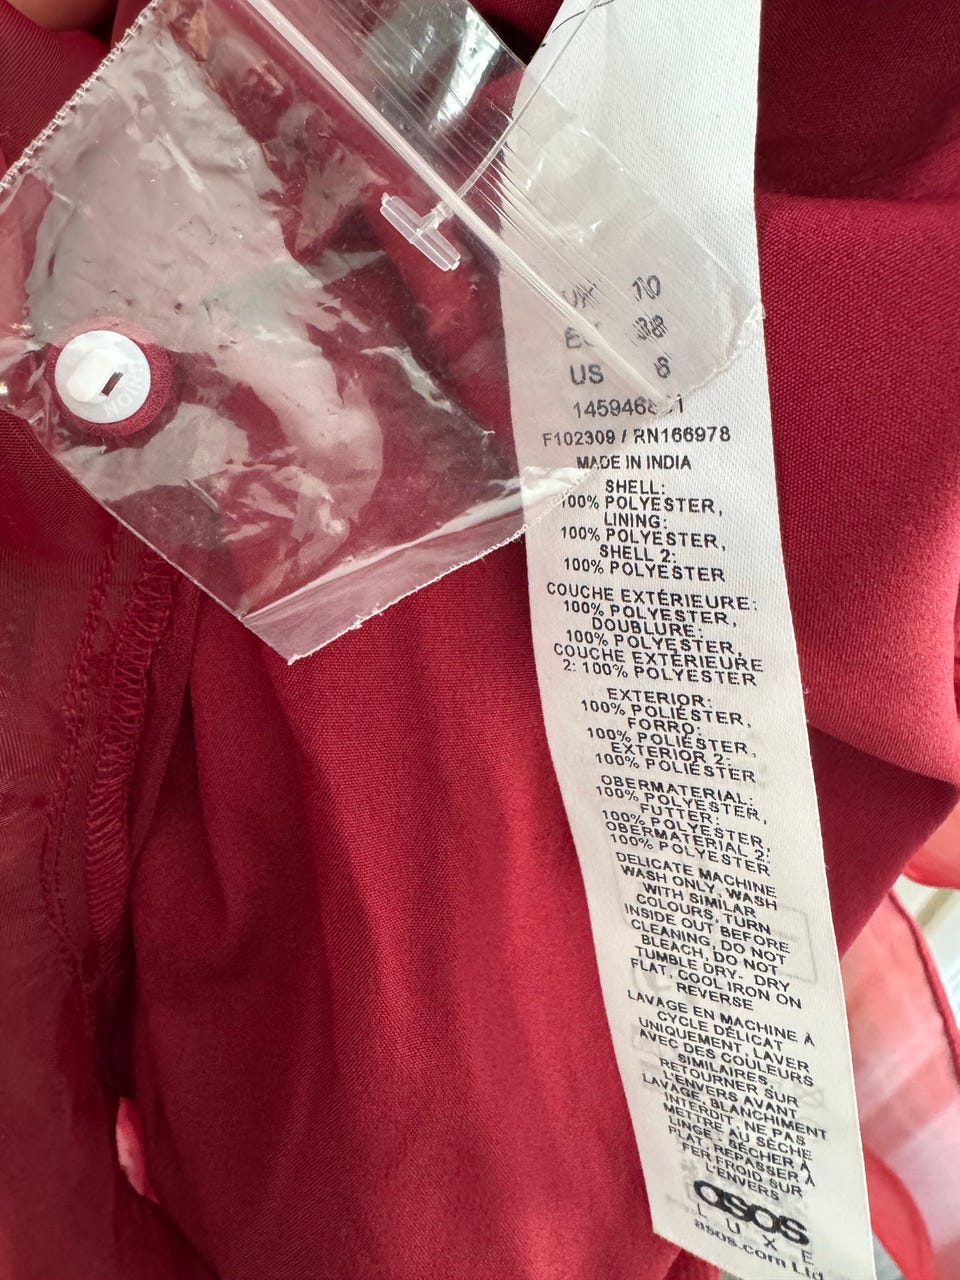 UK 10
EU 38
US 6
F102309 / RN166978
MADE IN INDIA
SHELL:
100% POLYESTER,
LINING:
100% POLYESTER,
SHELL 2:
100% POLYESTER
COUCHE EXTÉRIEURE:
100% POLYESTER,
DOUBLURE:
100% POLYESTER,
COUCHE EXTÉRIEURE
2: 100% POLYESTER
EXTERIOR:
100% POLIÉSTER,
FORRO:
100% POLIÉSTER,
EXTERIOR 2:
100% POLIÉSTER
OBERMATERIAL:
100% POLYESTER,
FUTTER:
100% POLYESTER,
OBERMATERIAL 2:
100% POLYESTER
DELICATE MACHINE
WASH ONLY, WASH
WITH SIMILAR
COLOURS, TURN
INSIDE OUT BEFORE
CLEANING, DO NOT
BLEACH, DO NOT
TUMBLE DRY- DRY
FLAT, COOL IRON ON
REVERSE
LAVAGE EN MACHINE À
CYCLE DÉLICAT
UNIQUEMENT, LAVER
AVEC DES COULEURS
SIMILAIRES,
RETOURNER SUR
L'ENVERS AVANT
LAVAGE, BLANCHIMENT
INTERDIT, NE PAS
METTRE AU SÈCHE
LINGE - SÉCHER À
PLAT, REPASSER À
FER FROID SUR
L'ENVERS
asos
LUXE
asos.com Ltd